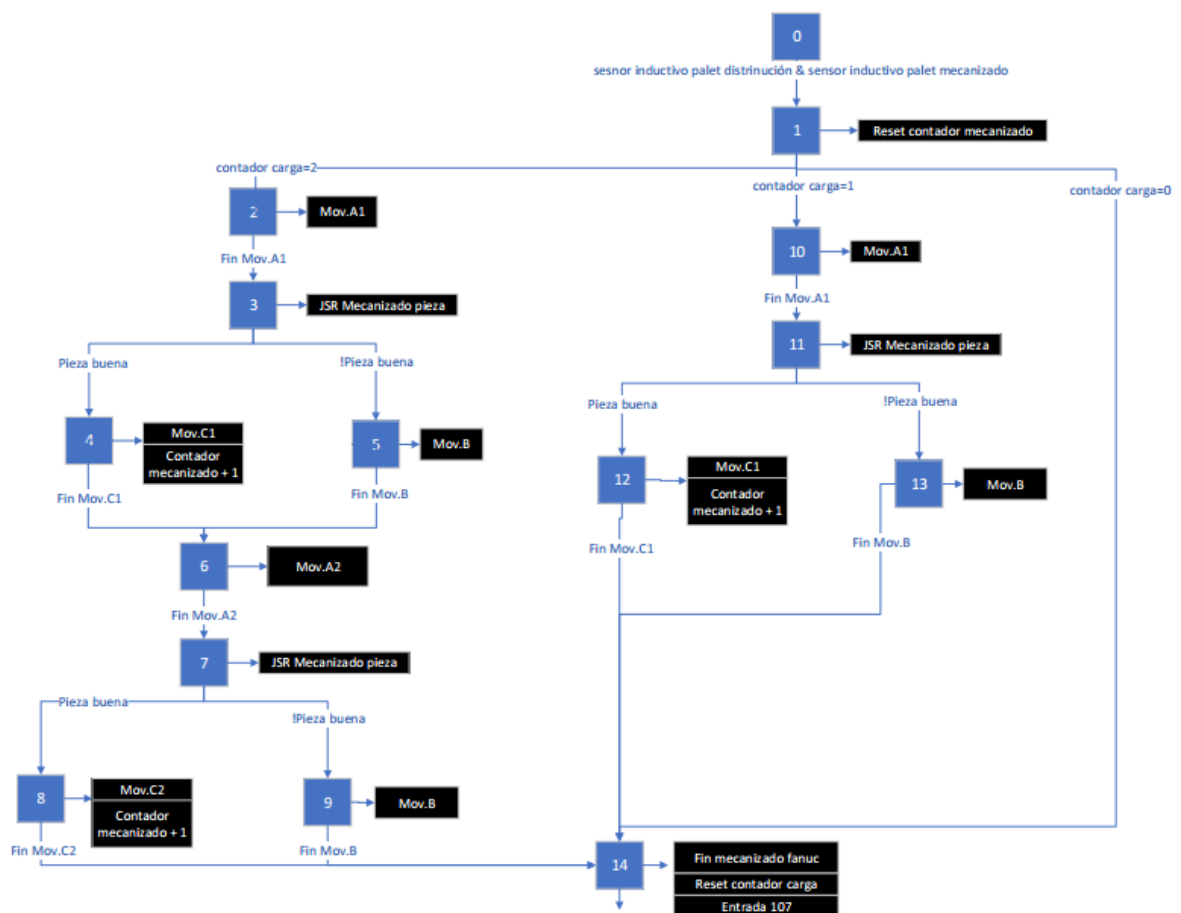 0
sesnor inductivo palet distrinución & sensor inductivo palet mecanizado
1
Reset contador mecanizado
contador carga=2
contador carga=1
contador carga=0
2
Mov.A1
Fin Mov.A1
3
JSR Mecanizado pieza
Pieza buena
!Pieza buena
4
Mov.C1
Contador
mecanizado + 1
5
Mov.B
Fin Mov.C1
Fin Mov.B
6
Mov.A2
Fin Mov.A2
7
JSR Mecanizado pieza
Pieza buena
!Pieza buena
8
Mov.C2
Contador
mecanizado + 1
9
Mov.B
Fin Mov.C2
Fin Mov.B
10
Mov.A1
Fin Mov.A1
11
JSR Mecanizado pieza
Pieza buena
!Pieza buena
12
Mov.C1
Contador
mecanizado + 1
13
Mov.B
Fin Mov.C1
Fin Mov.B
14
Fin mecanizado fanuc
Reset contador carga
Entrada 107